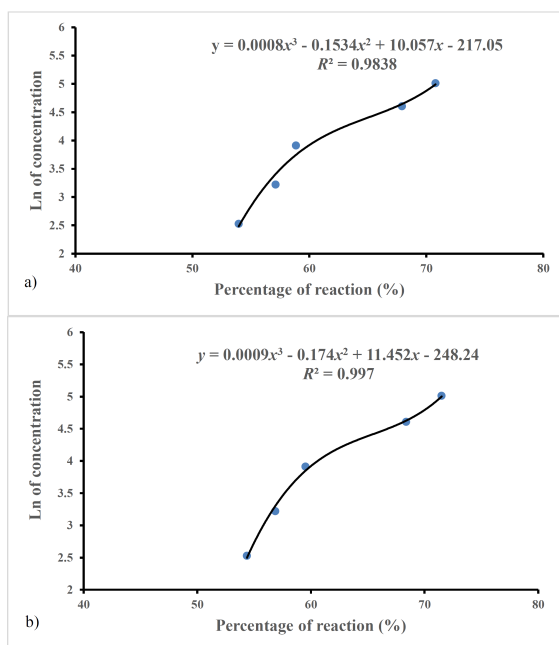 y = 0.0008x³ - 0.1534x² + 10.057x - 217.05
R² = 0.9838
Ln of concentration
6
5.5
5
4.5
4
3.5
3
2.5
2
40
50
60
70
80
Percentage of reaction (%)
a)
y = 0.0009x³ - 0.174x² + 11.452x - 248.24
R² = 0.997
Ln of concentration
6
5.5
5
4.5
4
3.5
3
2.5
2
40
50
60
70
80
Percentage of reaction (%)
b)